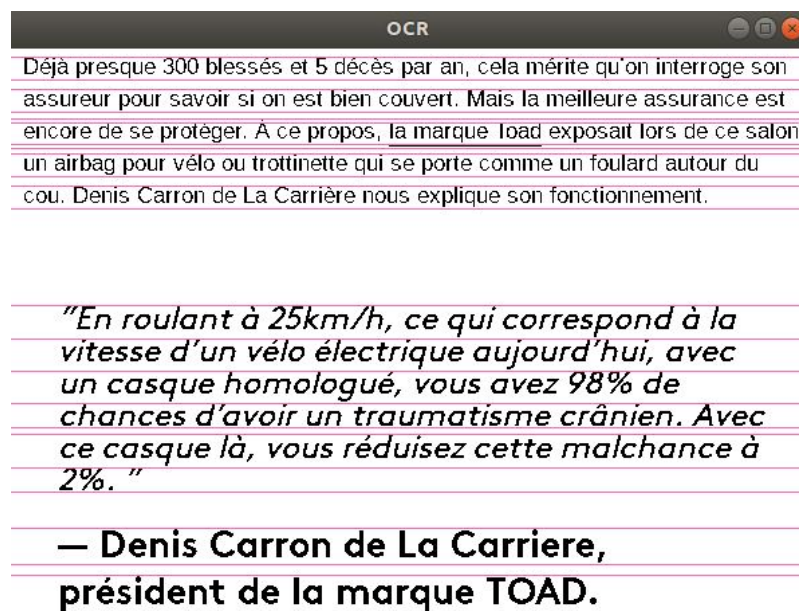 OCR
Déjà presque 300 blessés et 5 décès par an, cela mérite qu'on interroge son
assureur pour savoir si on est bien couvert. Mais la meilleure assurance est
encore de se protéger. À ce propos, la marque Toad exposait lors de ce salon
un airbag pour vélo ou trottinette qui se porte comme un foulard autour du
cou. Denis Carron de La Carrière nous explique son fonctionnement.
"En roulant à 25km/h, ce qui correspond à la
vitesse d'un vélo électrique aujourd'hui, avec
un casque homologué, vous avez 98% de
chances d'avoir un traumatisme crânien. Avec
ce casque là, vous réduisez cette malchance à
2%. "
— Denis Carron de La Carriere,
président de la marque TOAD.